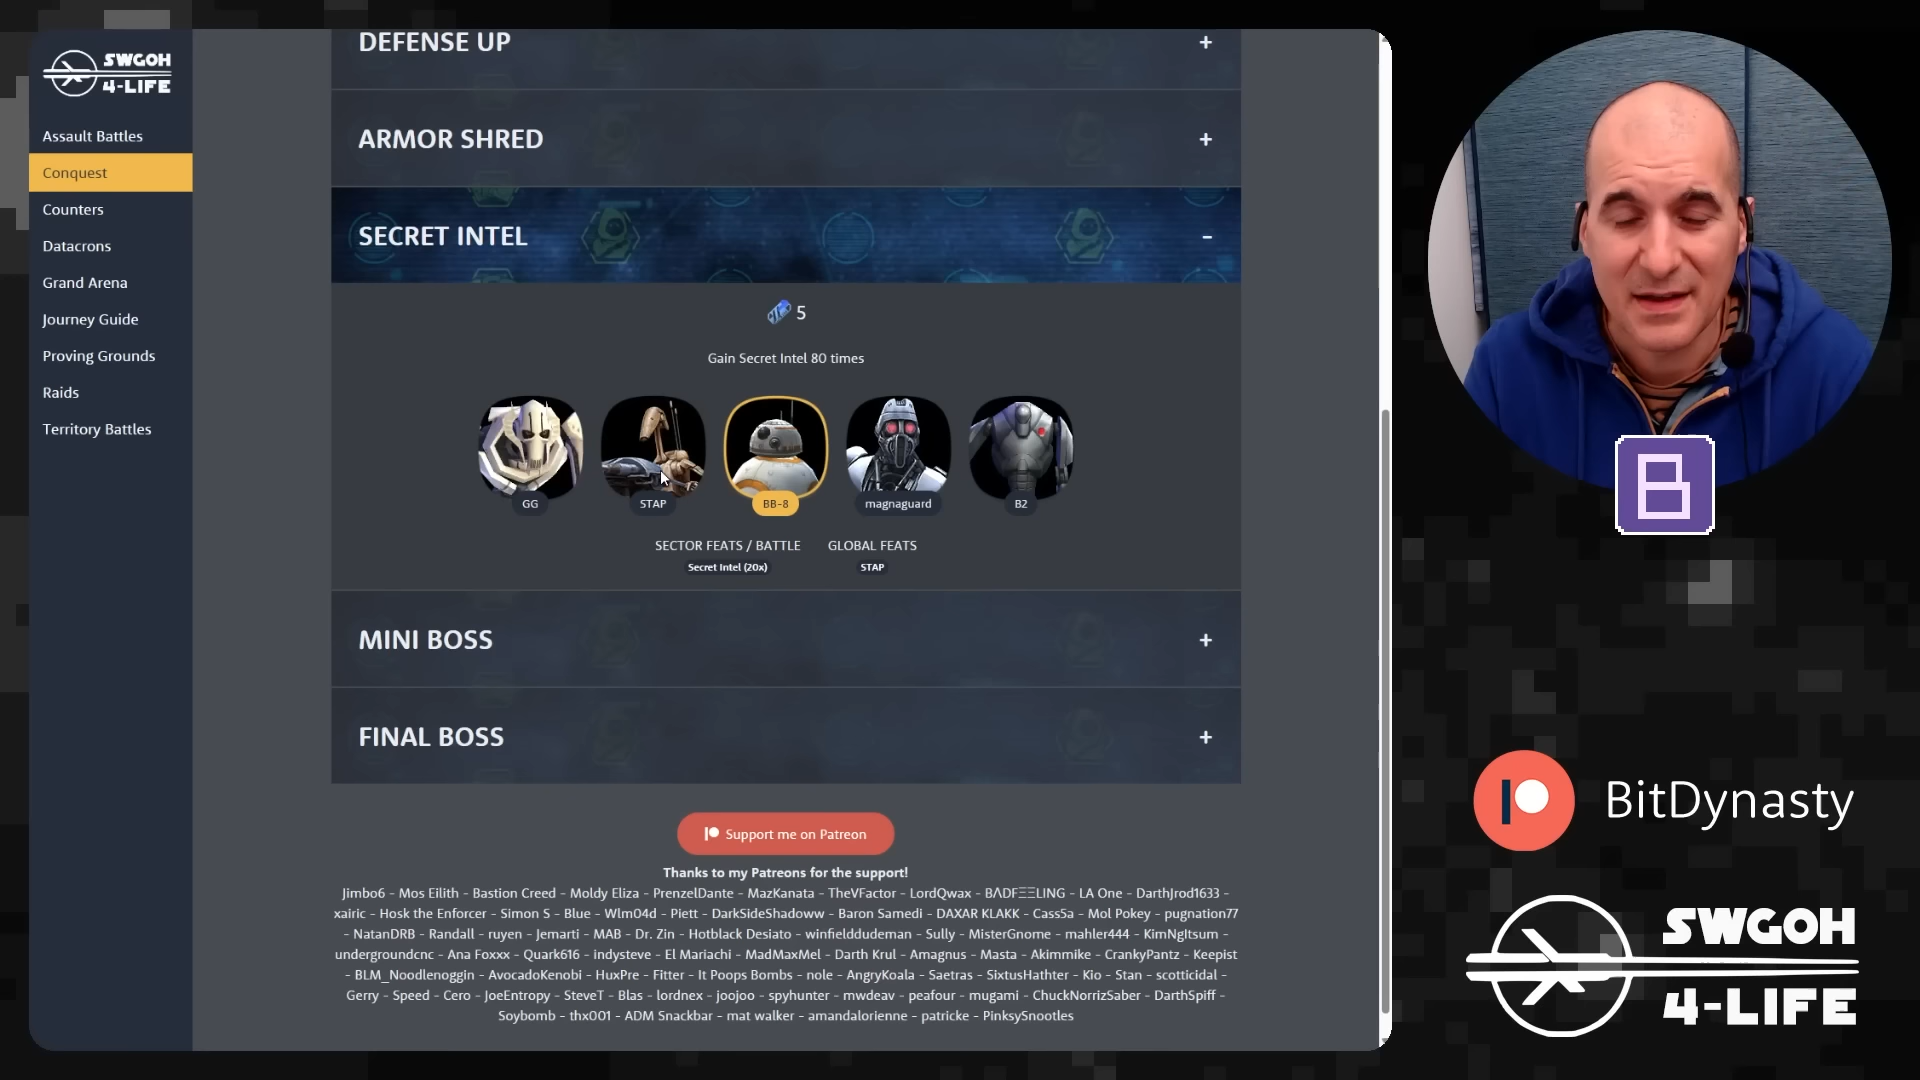 SWGOH
4-LIFE
Assault Battles
Conquest
Counters
Datacrons
Grand Arena
Journey Guide
Proving Grounds
Raids
Territory Battles
DEFENSE UP +
ARMOR SHRED +
SECRET INTEL -
5
Gain Secret Intel 80 times
GG STAP BB-8 magnaguard B2
SECTOR FEATS / BATTLE GLOBAL FEATS
Secret Intel (20x) STAP
MINI BOSS +
FINAL BOSS +
Support me on Patreon
Thanks to my Patreons for the support!
Jimbo6 - Mos Eilith - Bastion Creed - Moldy Eliza - PrenzelDante - MazKanata - TheVFactor - LordQwax - BΛDFΞΞLING - LA One - DarthJrod1633 -
xairic - Hosk the Enforcer - Simon S - Blue - Wlm04d - Piett - DarkSideShadoww - Baron Samedi - DAXAR KLAKK - CassSa - Mol Pokey - pugnation77
- NatanDRB - Randall - ruyen - Jemarti - MAB - Dr. Zin - Hotblack Desiato - winfielddudeman - Sully - MisterGnome - mahler444 - KimNgItsum -
undergroundcnc - Ana Foxxx - Quark616 - indysteve - El Mariachi - MadMaxMel - Darth Krul - Amagnus - Masta - Akimmike - CrankyPantz - Keepist
- BLM_Noodlenoggin - AvocadoKenobi - HuxPre - Fitter - It Poops Bombs - nole - AngryKoala - Saetras - SixtusHathter - Kio - Stan - scotticidal -
Gerry - Speed - Cero - JoeEntropy - SteveT - Blas - lordnex - joojoo - spyhunter - mwdeav - peafour - mugami - ChuckNorrizSaber - DarthSpiff -
Soybomb - thx001 - ADM Snackbar - mat walker - amandalorienne - patricke - PinksySnootles
B
BitDynasty
SWGOH
4-LIFE